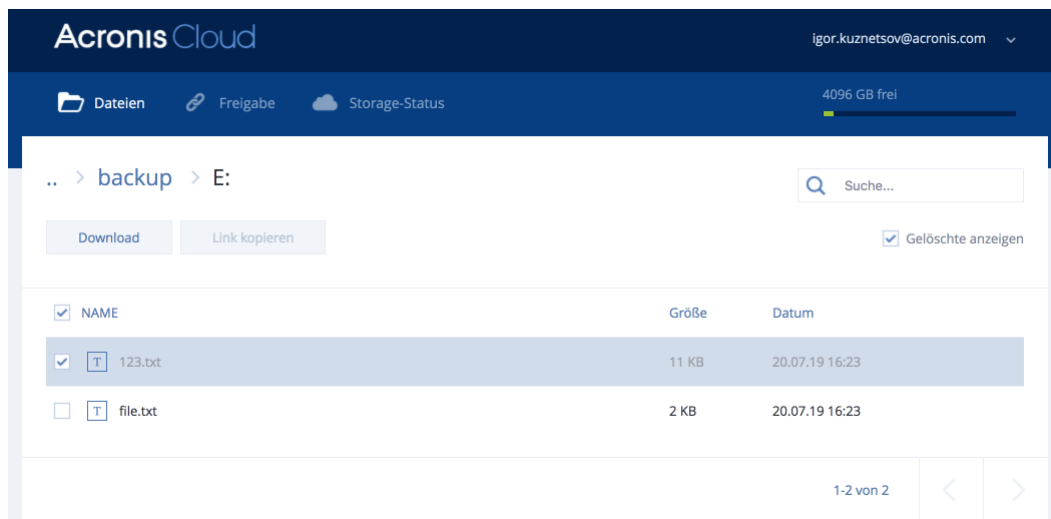 Acronis Cloud
igor.kuznetsov@acronis.com
Dateien Freigabe Storage-Status
4096 GB frei
.. > backup > E:
Suche...
Download Link kopieren
Gelöschte anzeigen
NAME Größe Datum
T 123.txt 11 KB 20.07.19 16:23
T file.txt 2 KB 20.07.19 16:23
1-2 von 2